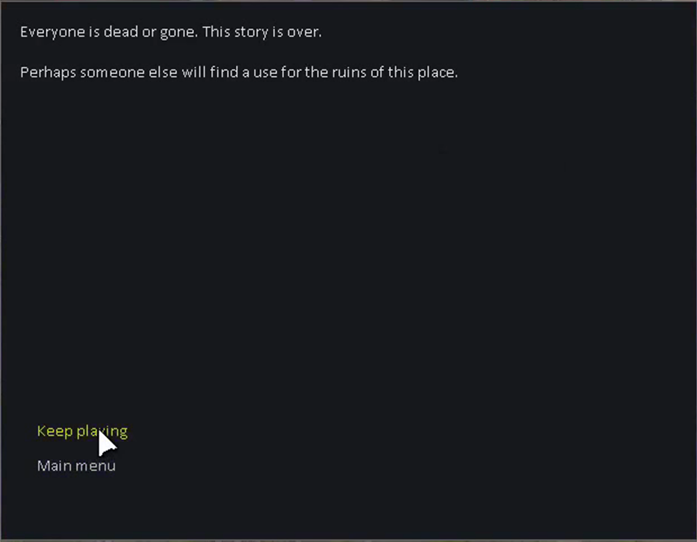 Everyone is dead or gone. This story is over.
Perhaps someone else will find a use for the ruins of this place.
Keep playing
Main menu